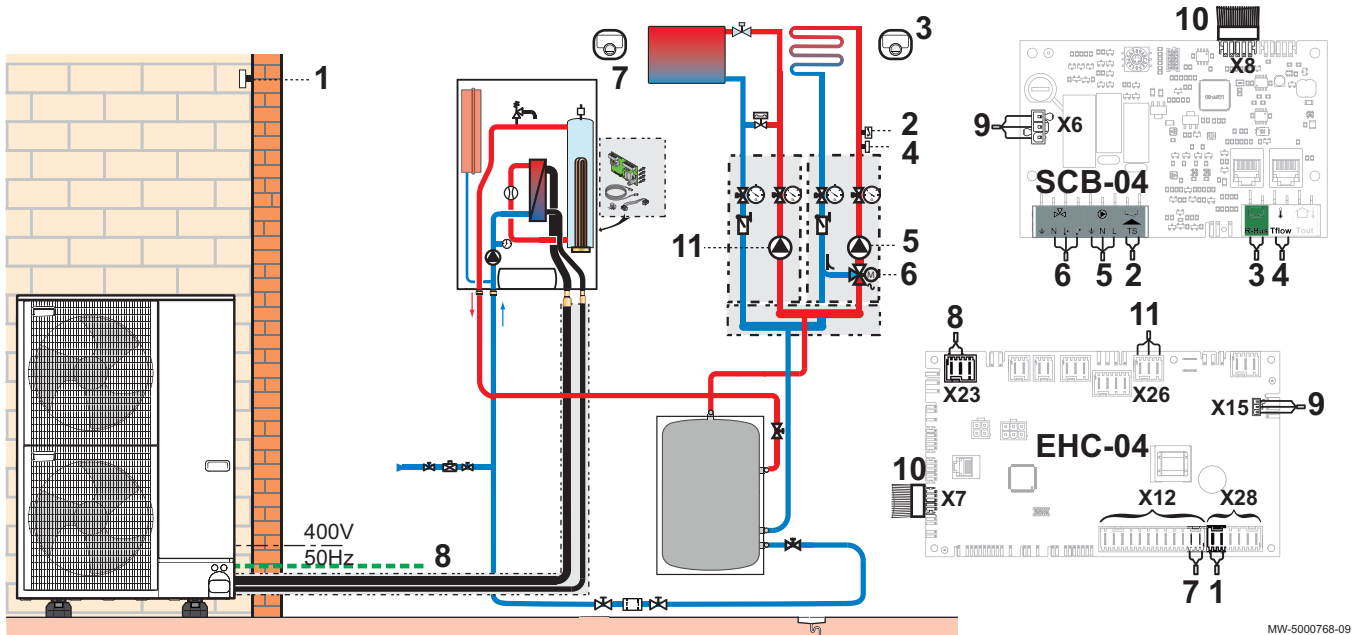 1
7
3
2
4
5
6
11
M
400V
50Hz
8
10
X8
9
X6
SCB-04
N
N L TS
R-Bus Tflow Tout
6 5 2 3 4
8
11
X23
X26
X15
9
EHC-04
10
X7
X12
X28
7 1
MW-5000768-09